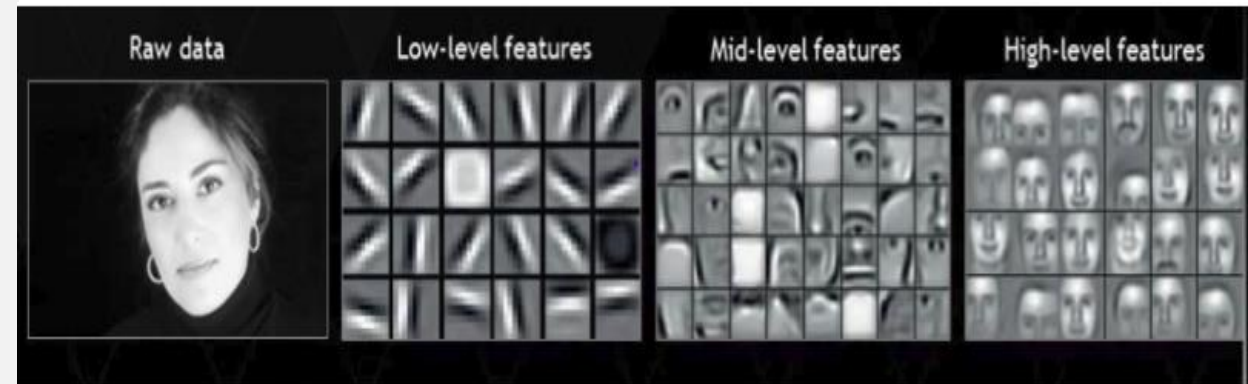 Raw data
Low-level features
Mid-level features
High-level features